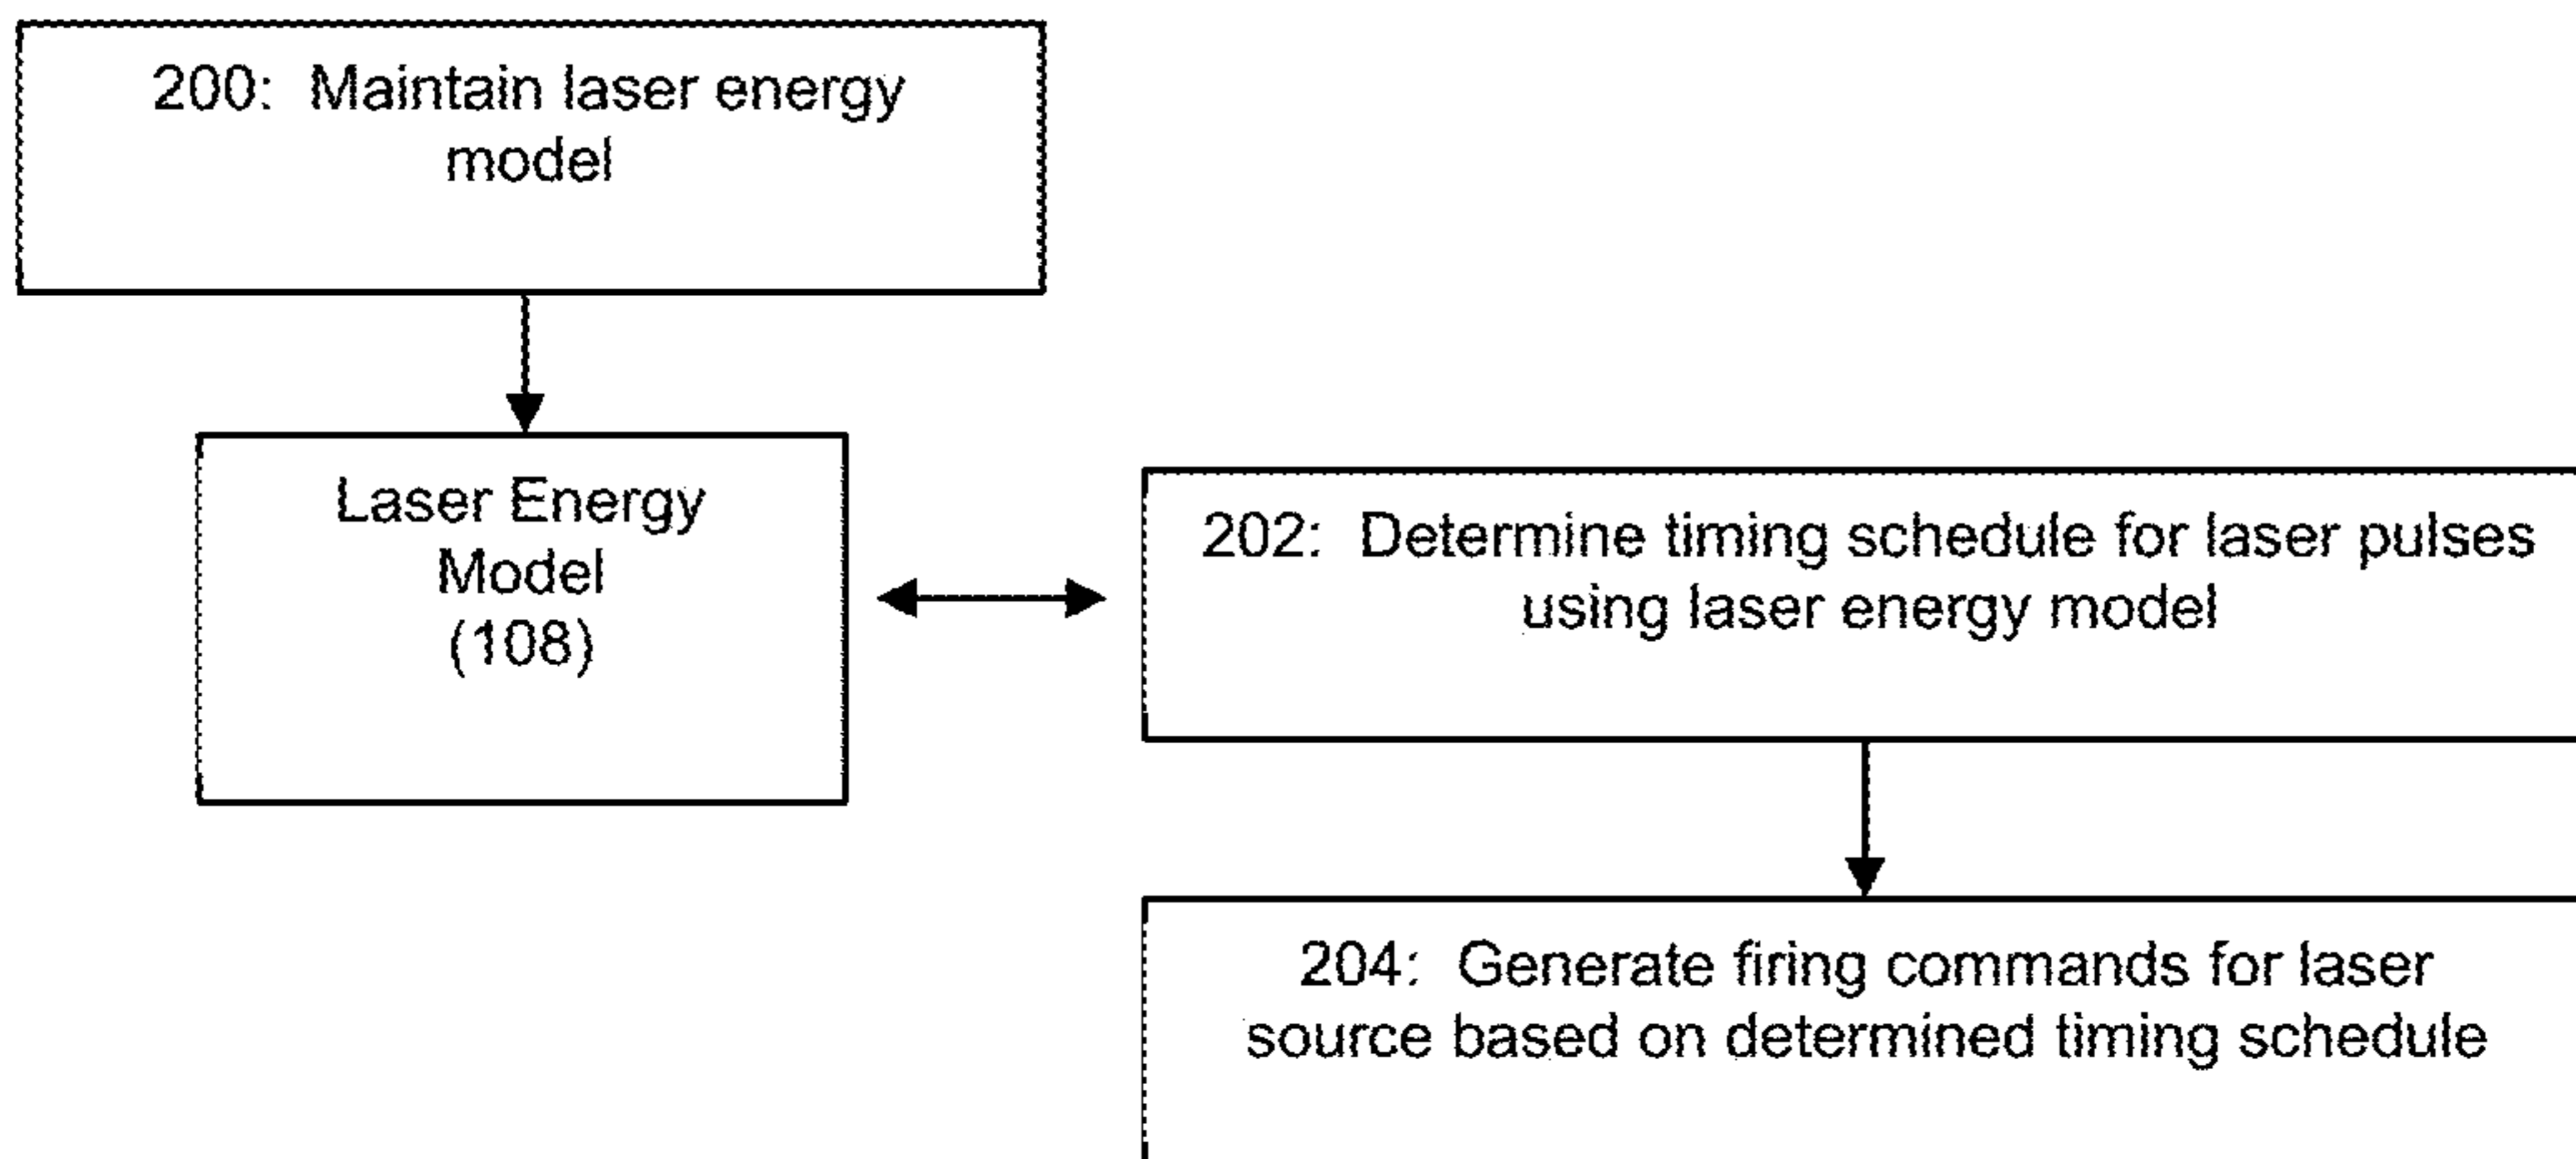 200: Maintain laser energy
model
Laser Energy
Model
(108)
202: Determine timing schedule for laser pulses
using laser energy model
204: Generate firing commands for laser
source based on determined timing schedule